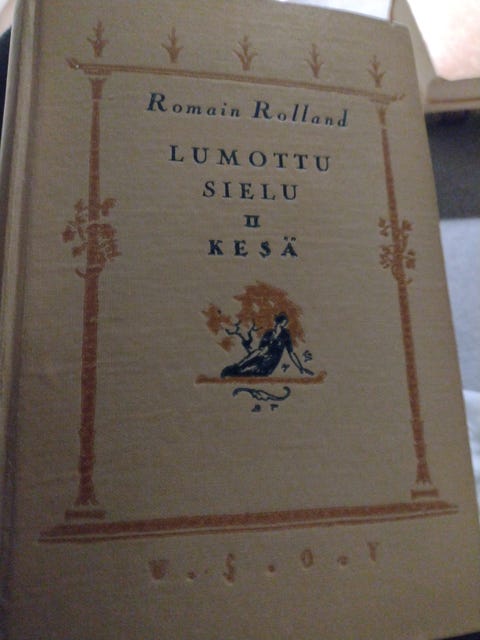 Romain Rolland
LUMOTTU
SIELU
II
KESÄ
W.S.O.Y